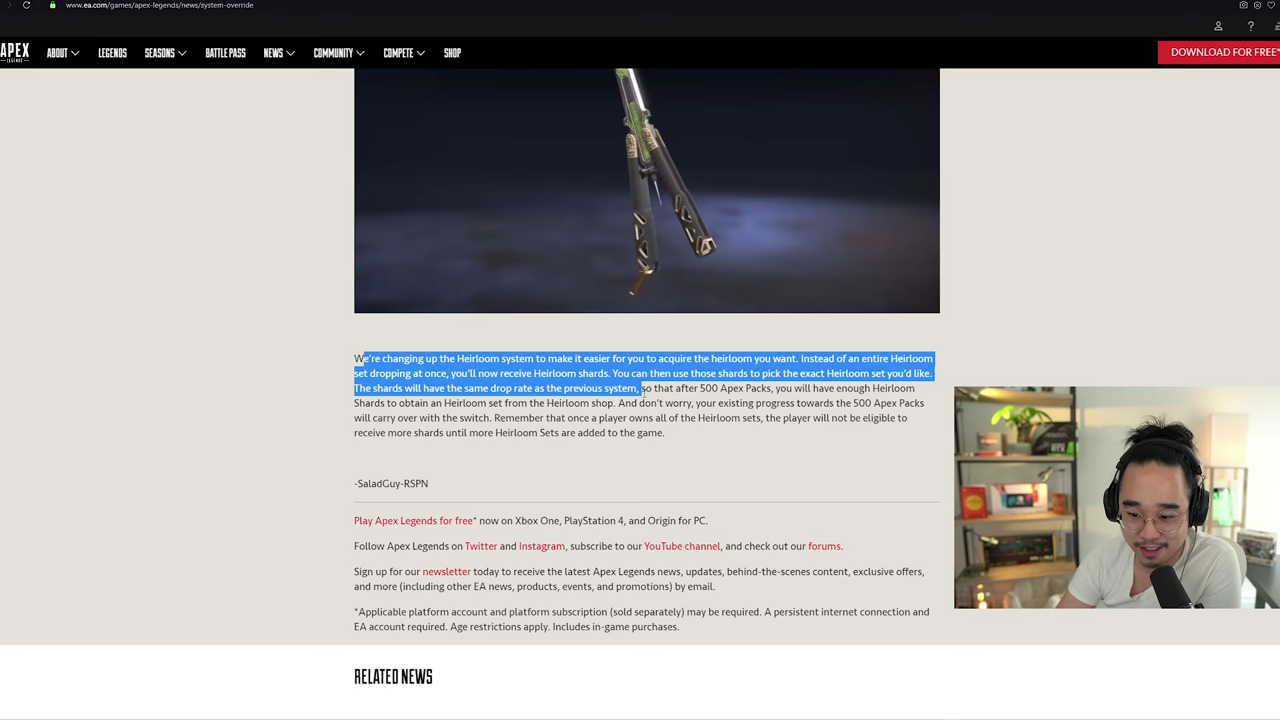 www.ea.com/games/apex-legends/news/system-override
APEX
LEGENDS
ABOUT
LEGENDS
SEASONS
BATTLE PASS
NEWS
COMMUNITY
COMPETE
SHOP
DOWNLOAD FOR FREE*
We're changing up the Heirloom system to make it easier for you to acquire the heirloom you want. Instead of an entire Heirloom
set dropping at once, you'll now receive Heirloom shards. You can then use those shards to pick the exact Heirloom set you'd like.
The shards will have the same drop rate as the previous system, so that after 500 Apex Packs, you will have enough Heirloom
Shards to obtain an Heirloom set from the Heirloom shop. And don't worry, your existing progress towards the 500 Apex Packs
will carry over with the switch. Remember that once a player owns all of the Heirloom sets, the player will not be eligible to
receive more shards until more Heirloom Sets are added to the game.
-SaladGuy-RSPN
Play Apex Legends for free* now on Xbox One, PlayStation 4, and Origin for PC.
Follow Apex Legends on Twitter and Instagram, subscribe to our YouTube channel, and check out our forums.
Sign up for our newsletter today to receive the latest Apex Legends news, updates, behind-the-scenes content, exclusive offers,
and more (including other EA news, products, events, and promotions) by email.
*Applicable platform account and platform subscription (sold separately) may be required. A persistent internet connection and
EA account required. Age restrictions apply. Includes in-game purchases.
RELATED NEWS